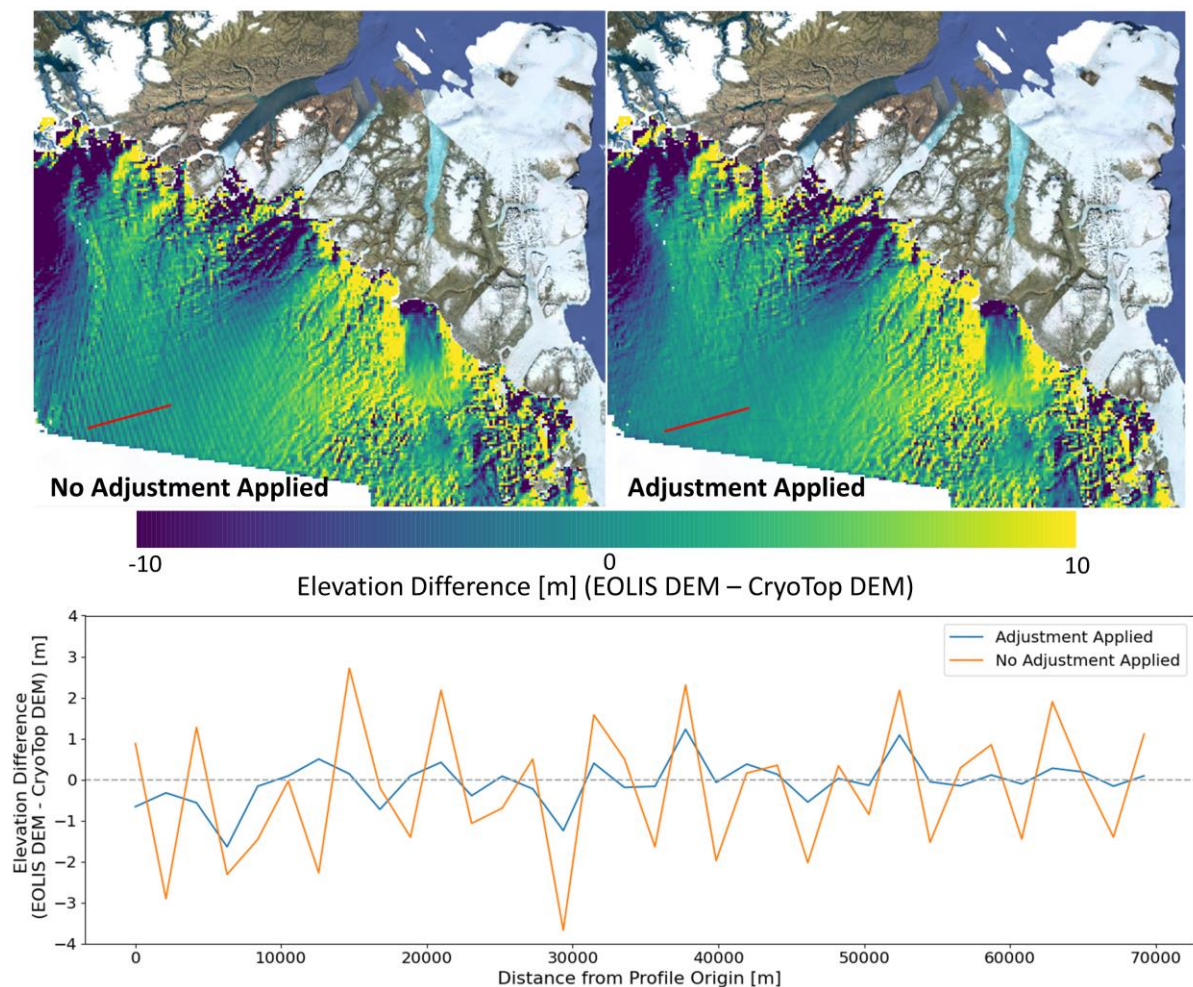 No Adjustment Applied
Adjustment Applied
-10
0
10
Elevation Difference [m] (EOLIS DEM – CryoTop DEM)
Elevation Difference
(EOLIS DEM - CryoTop DEM) [m]
4
3
2
1
0
−1
−2
−3
−4
Adjustment Applied
No Adjustment Applied
0 10000 20000 30000 40000 50000 60000 70000
Distance from Profile Origin [m]